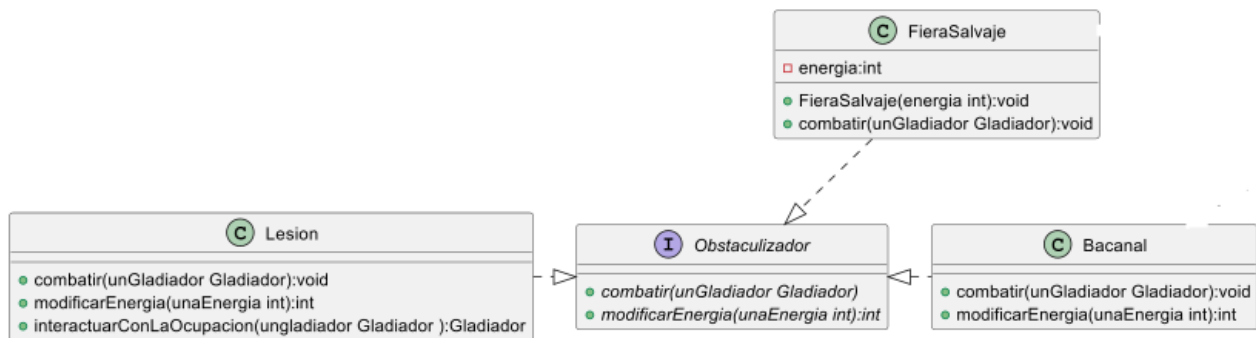 C FieraSalvaje
energia:int
FieraSalvaje(energia int):void
combatir(unGladiador Gladiador):void
C Lesion
combatir(unGladiador Gladiador):void
modificarEnergia(unaEnergia int):int
interactuarConLaOcupacion(ungladiador Gladiador ):Gladiador
I Obstaculizador
combatir(unGladiador Gladiador)
modificarEnergia(unaEnergia int):int
C Bacanal
combatir(unGladiador Gladiador):void
modificarEnergia(unaEnergia int):int